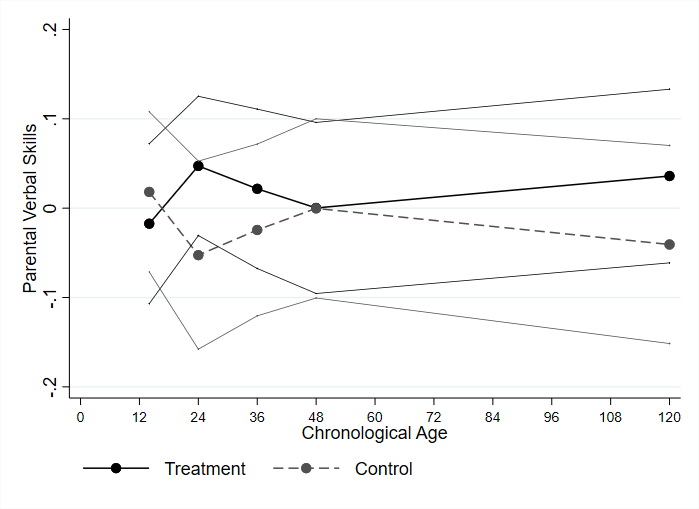 .2
.1
0
-.1
-.2
Parental Verbal Skills
0 12 24 36 48 60 72 84 96 108 120
Chronological Age
Treatment Control